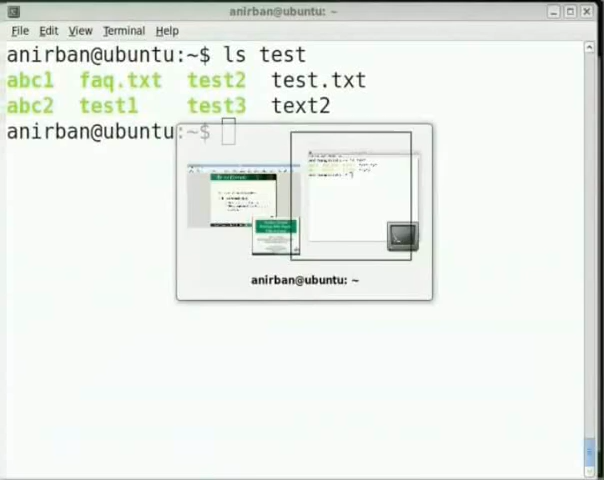 anirban@ubuntu: ~
File Edit View Terminal Help
anirban@ubuntu:~$ ls test
abc1 faq.txt test2 test.txt
abc2 test1 test3 text2
anirban@ubuntu:~$
anirban@ubuntu: ~